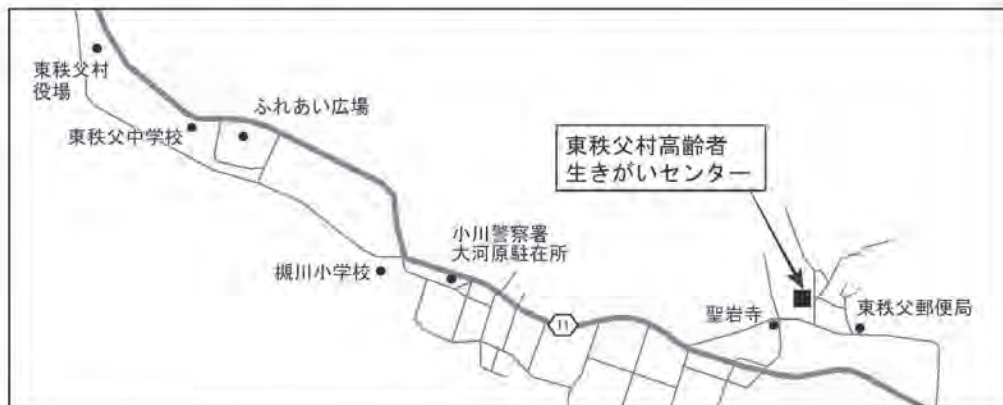 東秩父村
役場
東秩父中学校
ふれあい広場
東秩父村高齢者
生きがいセンター
小川警察署
大河原駐在所
槻川小学校
11
聖岩寺
東秩父郵便局